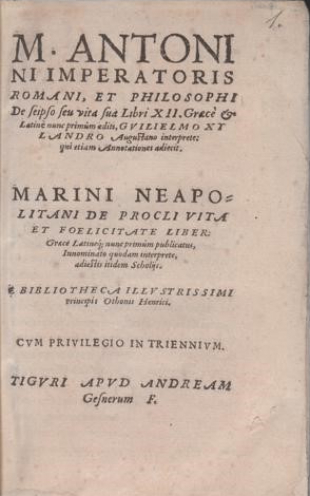 1.
M. ANTONI
NI IMPERATORIS
ROMANI, ET PHILOSOPHI
De seipso seu vita sua Libri XII. Græcè &
Latinè nunc primùm editi, GVILIELMO XY
LANDRO Augustano interprete:
qui etiam Annotationes adiecit.
MARINI NEAPO-
LITANI DE PROCLI VITA
ET FOELICITATE LIBER:
Græcè Latineq; nunc primùm publicatus,
Innominato quodam interprete,
adiectis itidem Scholijs.
E BIBLIOTHECA ILLVSTRISSIMI
principis Othonis Henrici.
CVM PRIVILEGIO IN TRIENNIVM.
TIGVRI APVD ANDREAM
Gesnerum F.